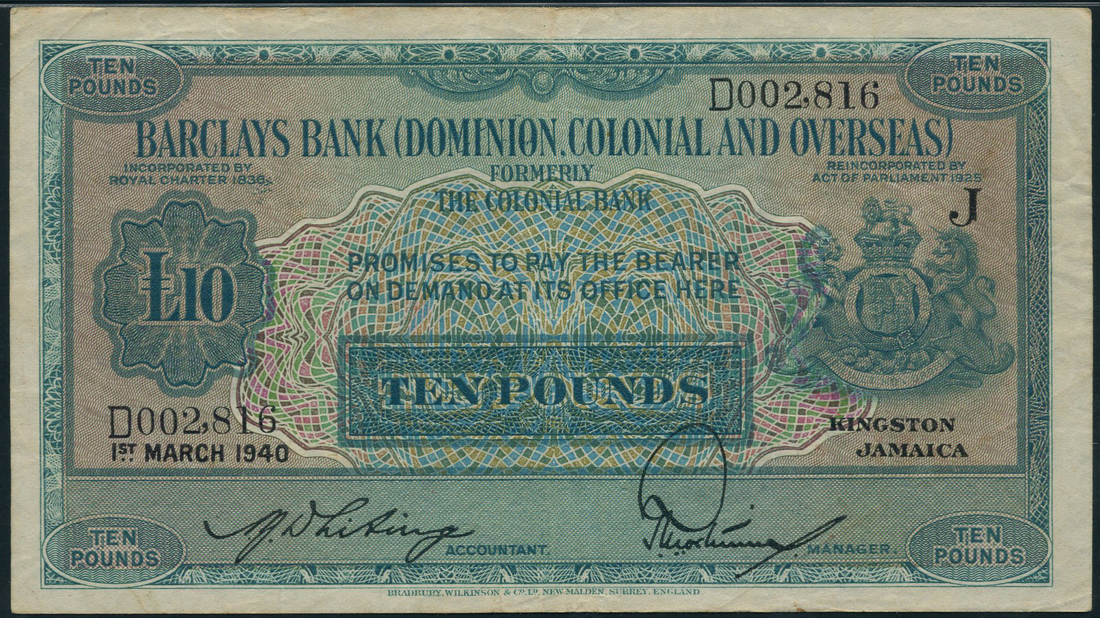 TEN POUNDS
TEN POUNDS
D002,816
BARCLAYS BANK (DOMINION, COLONIAL AND OVERSEAS)
INCORPORATED BY
ROYAL CHARTER 1836
FORMERLY
THE COLONIAL BANK
REINCORPORATED BY
ACT OF PARLIAMENT 1925
J
£10
PROMISES TO PAY THE BEARER
ON DEMAND AT ITS OFFICE HERE
TEN POUNDS
D002,816
1ST MARCH 1940
KINGSTON
JAMAICA
ACCOUNTANT.
MANAGER.
TEN POUNDS
TEN POUNDS
BRADBURY, WILKINSON & CO. LD. NEW MALDEN, SURREY, ENGLAND